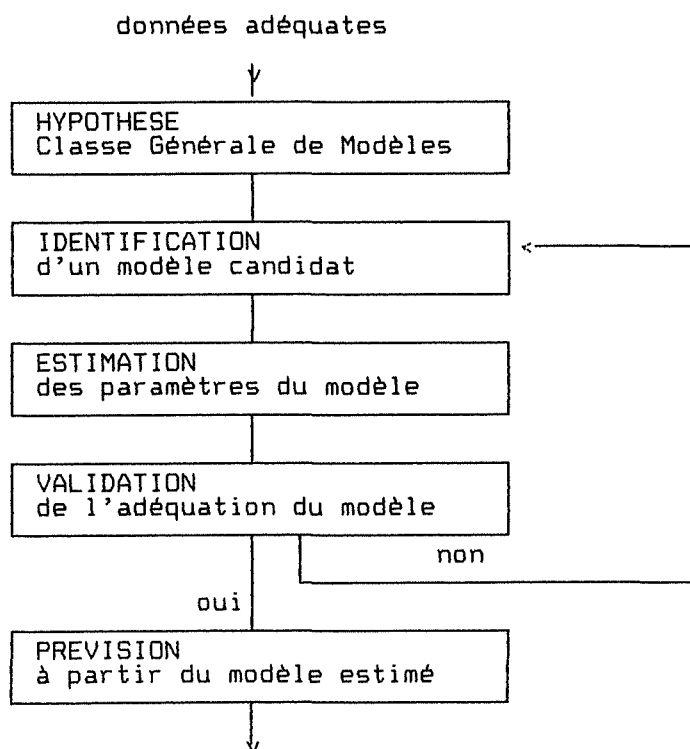 données adéquates
HYPOTHESE
Classe Générale de Modèles
IDENTIFICATION
d'un modèle candidat
ESTIMATION
des paramètres du modèle
VALIDATION
de l'adéquation du modèle
non
oui
PREVISION
à partir du modèle estimé